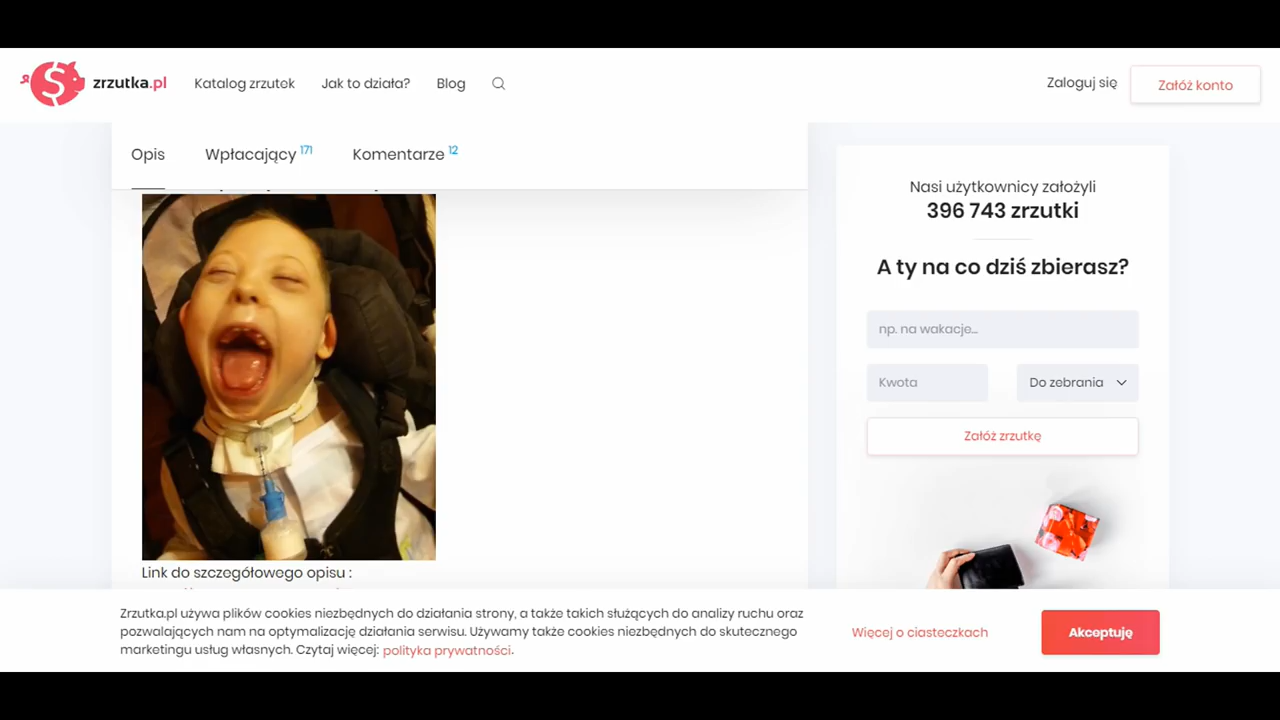 zrzutka.pl
Katalog zrzutek
Jak to działa?
Blog
Zaloguj się
Załóż konto
Opis
Wpłacający 171
Komentarze 12
Link do szczegółowego opisu :
Nasi użytkownicy założyli
396 743 zrzutki
A ty na co dziś zbierasz?
np. na wakacje...
Kwota
Do zebrania
Załóż zrzutkę
Zrzutka.pl używa plików cookies niezbędnych do działania strony, a także takich służących do analizy ruchu oraz
pozwalających nam na optymalizację działania serwisu. Używamy także cookies niezbędnych do skutecznego
marketingu usług własnych. Czytaj więcej: polityka prywatności.
Więcej o ciasteczkach
Akceptuję